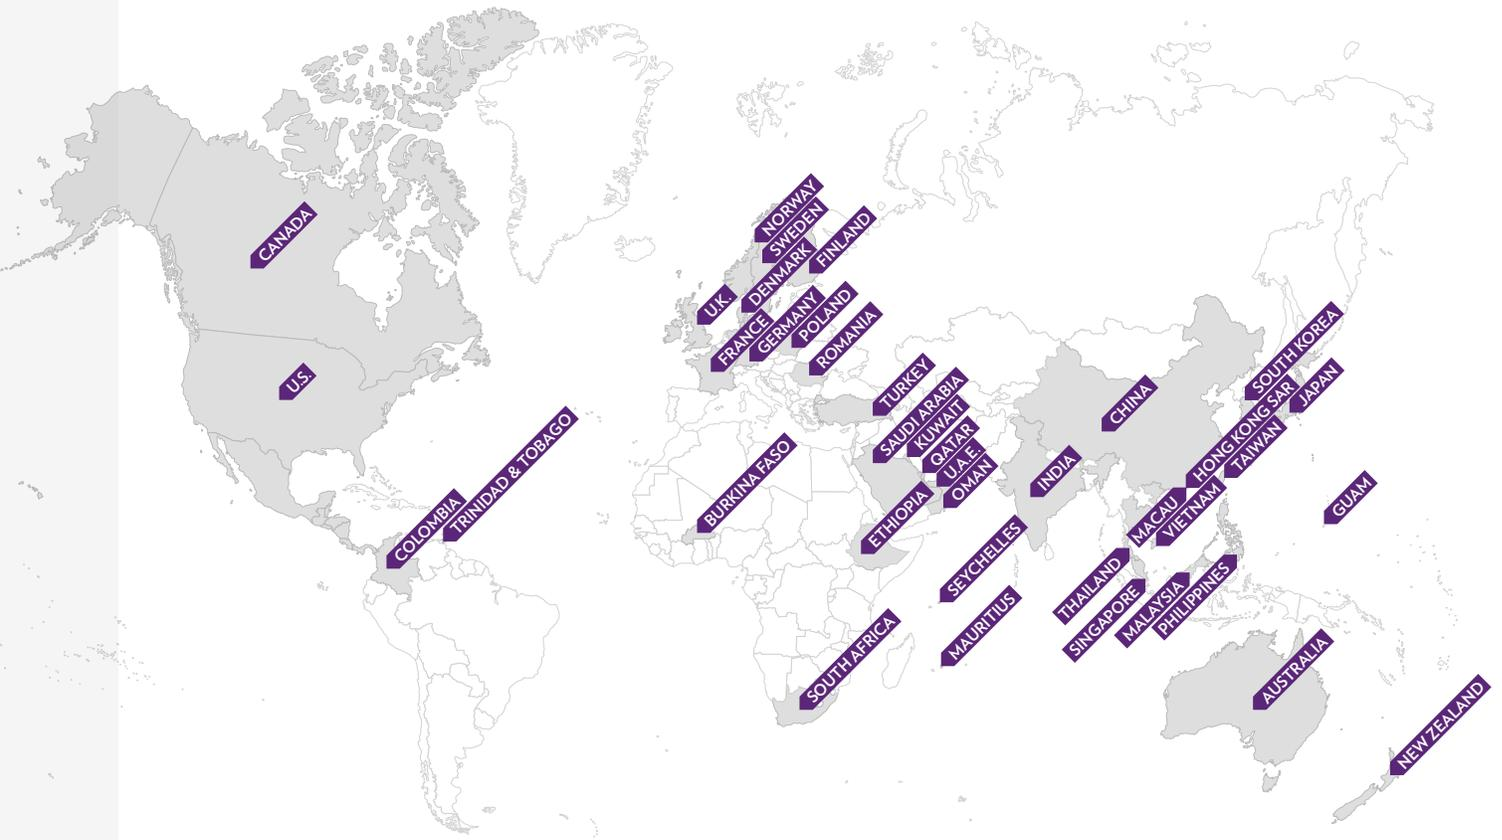 CANADA
U.S.
COLOMBIA
TRINIDAD & TOBAGO
NORWAY
SWEDEN
FINLAND
DENMARK
U.K.
FRANCE
GERMANY
POLAND
ROMANIA
TURKEY
SAUDI ARABIA
KUWAIT
QATAR
U.A.E.
OMAN
BURKINA FASO
ETHIOPIA
SEYCHELLES
MAURITIUS
SOUTH AFRICA
INDIA
CHINA
SOUTH KOREA
JAPAN
HONG KONG SAR
TAIWAN
MACAU
VIETNAM
GUAM
THAILAND
SINGAPORE
MALAYSIA
PHILIPPINES
AUSTRALIA
NEW ZEALAND